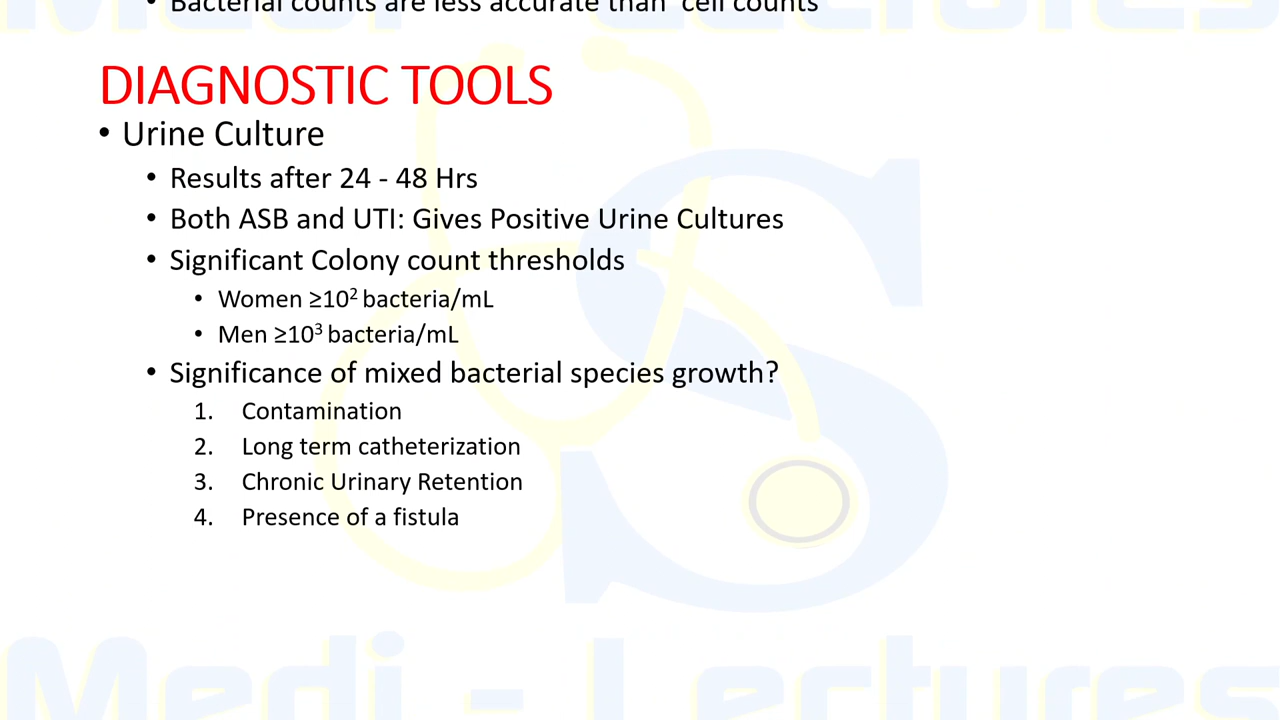 • Bacterial counts are less accurate than cell counts
DIAGNOSTIC TOOLS
• Urine Culture
• Results after 24 - 48 Hrs
• Both ASB and UTI: Gives Positive Urine Cultures
• Significant Colony count thresholds
• Women ≥10² bacteria/mL
• Men ≥10³ bacteria/mL
• Significance of mixed bacterial species growth?
1. Contamination
2. Long term catheterization
3. Chronic Urinary Retention
4. Presence of a fistula
Medi - Lectures